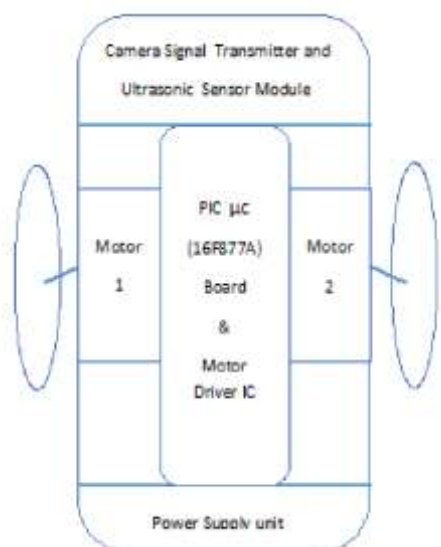 Camera Signal Transmitter and
Ultrasonic Sensor Module
PIC µc
(16F877A)
Board
&
Motor
Driver IC
Motor
1
Motor
2
Power Supply unit